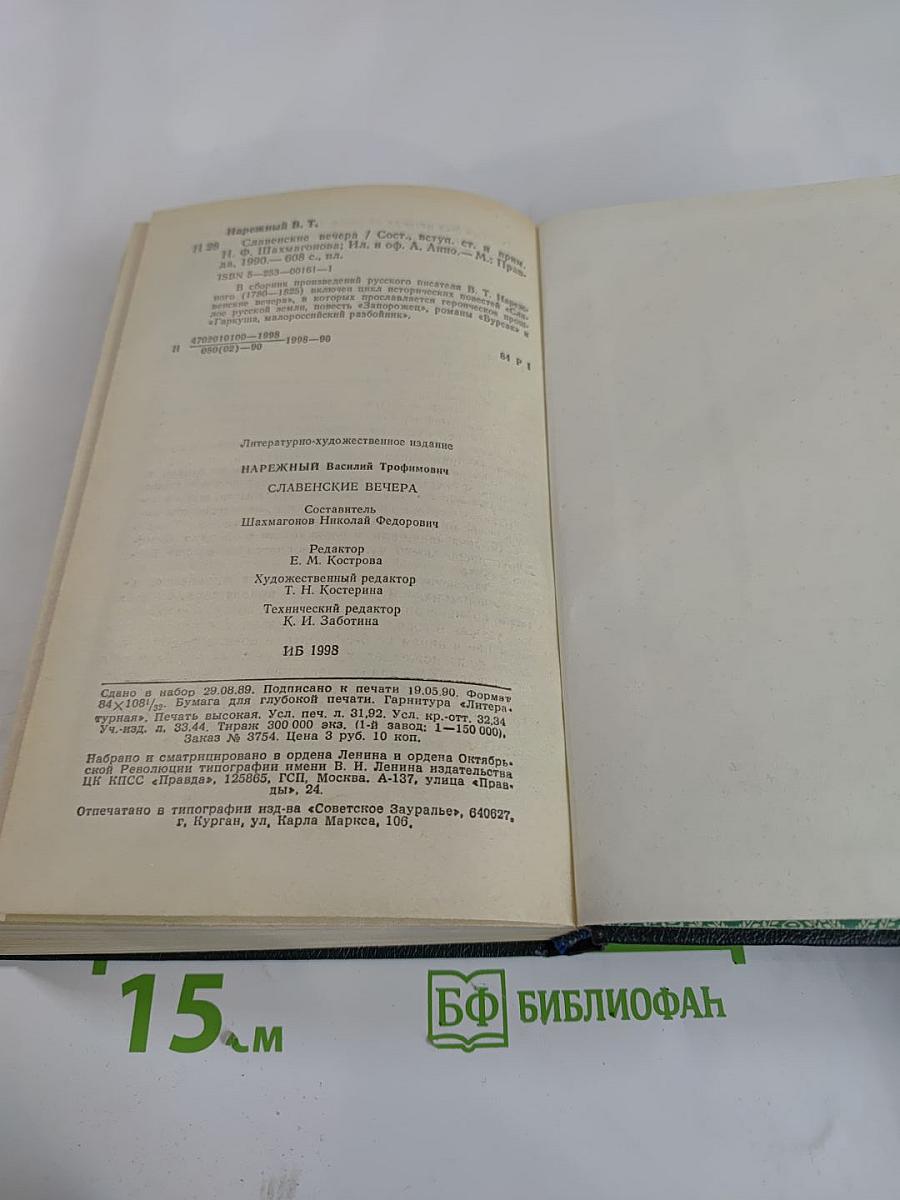 Нарежный В. Т.
Н 28 Славенские вечера / Сост., вступ. ст. и прим.
Н. Ф. Шахмагонова; Ил. и оф. А. Анно.— М.: Прав-
да, 1990.— 608 с., ил.
ISBN 5—253—00161—1
В сборник произведений русского писателя В. Т. Нареж-
ного (1780—1825) включен цикл исторических повестей «Сла-
венские вечера», в которых прославляется героическое прош-
лое русской земли, повесть «Запорожец», романы «Бурсак» и
«Гаркуша, малороссийский разбойник».
Н 4702010100—1998
080(02)—90 1998—90
84 Р 1
Литературно-художественное издание
НАРЕЖНЫЙ Василий Трофимович
СЛАВЕНСКИЕ ВЕЧЕРА
Составитель
Шахмагонов Николай Федорович
Редактор
Е. М. Кострова
Художественный редактор
Т. Н. Костерина
Технический редактор
К. И. Заботина
ИБ 1998
Сдано в набор 29.08.89. Подписано к печати 19.05.90. Формат
84×108¹/₃₂. Бумага для глубокой печати. Гарнитура «Литера-
турная». Печать высокая. Усл. печ. л. 31,92. Усл. кр.-отт. 32,34
Уч.-изд. л. 33,44. Тираж 300 000 экз. (1-й завод: 1—150 000).
Заказ № 3754. Цена 3 руб. 10 коп.
Набрано и сматрицировано в ордена Ленина и ордена Октябрь-
ской Революции типографии имени В. И. Ленина издательства
ЦК КПСС «Правда», 125865, ГСП, Москва. А-137, улица «Прав-
ды», 24.
Отпечатано в типографии изд-ва «Советское Зауралье», 640627,
г. Курган, ул. Карла Маркса, 106.
15 см
БФ БИБЛИОФАН